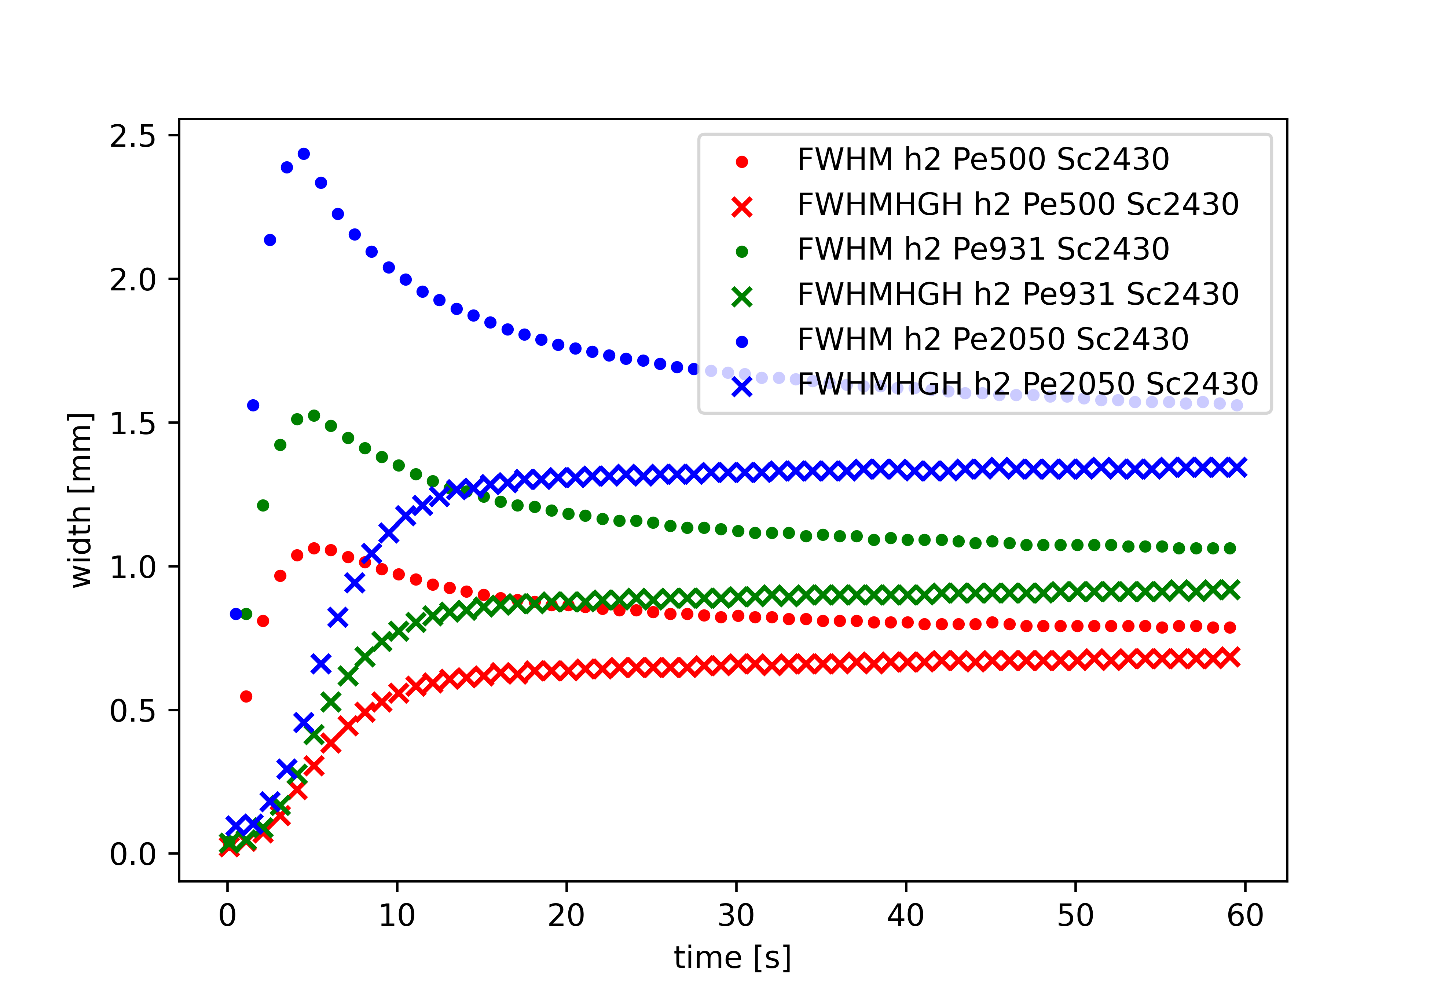 2.5
2.0
1.5
1.0
0.5
0.0
width [mm]
FWHM h2 Pe500 Sc2430
FWHMHGH h2 Pe500 Sc2430
FWHM h2 Pe931 Sc2430
FWHMHGH h2 Pe931 Sc2430
FWHM h2 Pe2050 Sc2430
FWHMHGH h2 Pe2050 Sc2430
0 10 20 30 40 50 60
time [s]